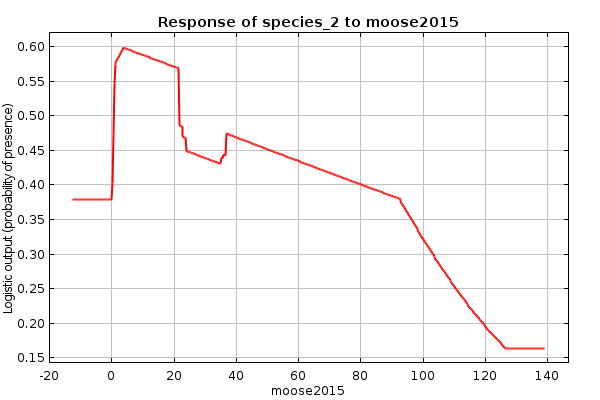 Response of species_2 to moose2015
Logistic output (probability of presence)
0.60
0.55
0.50
0.45
0.40
0.35
0.30
0.25
0.20
0.15
-20 0 20 40 60 80 100 120 140
moose2015